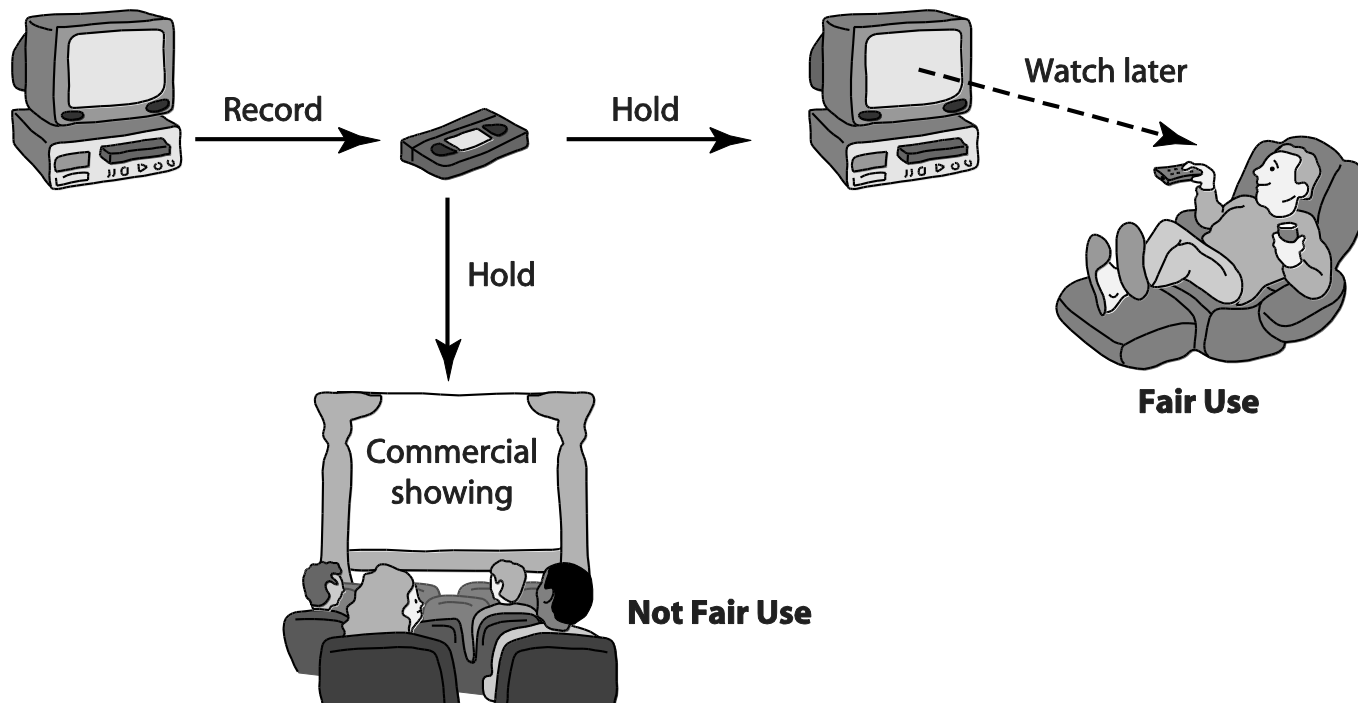 Record
Hold
Watch later
Hold
Fair Use
Commercial
showing
Not Fair Use